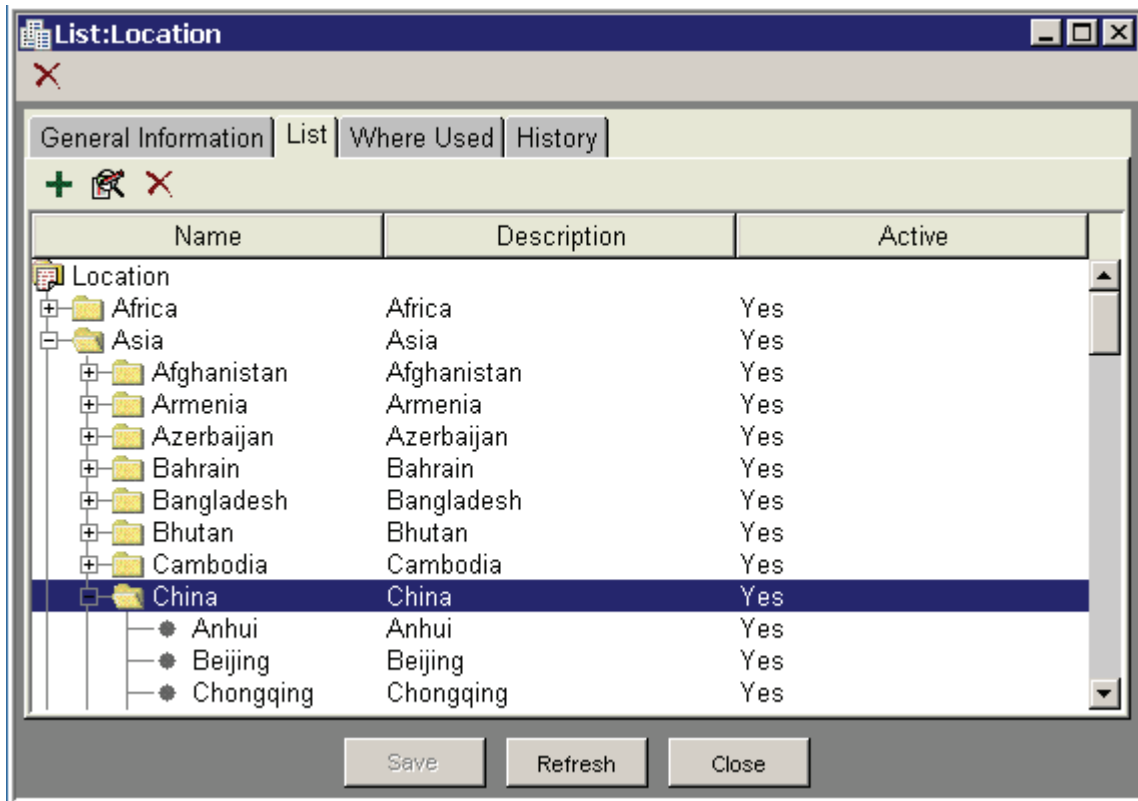 List:Location
General Information List Where Used History
Name Description Active
Location
Africa Africa Yes
Asia Asia Yes
Afghanistan Afghanistan Yes
Armenia Armenia Yes
Azerbaijan Azerbaijan Yes
Bahrain Bahrain Yes
Bangladesh Bangladesh Yes
Bhutan Bhutan Yes
Cambodia Cambodia Yes
China China Yes
Anhui Anhui Yes
Beijing Beijing Yes
Chongqing Chongqing Yes
Save Refresh Close